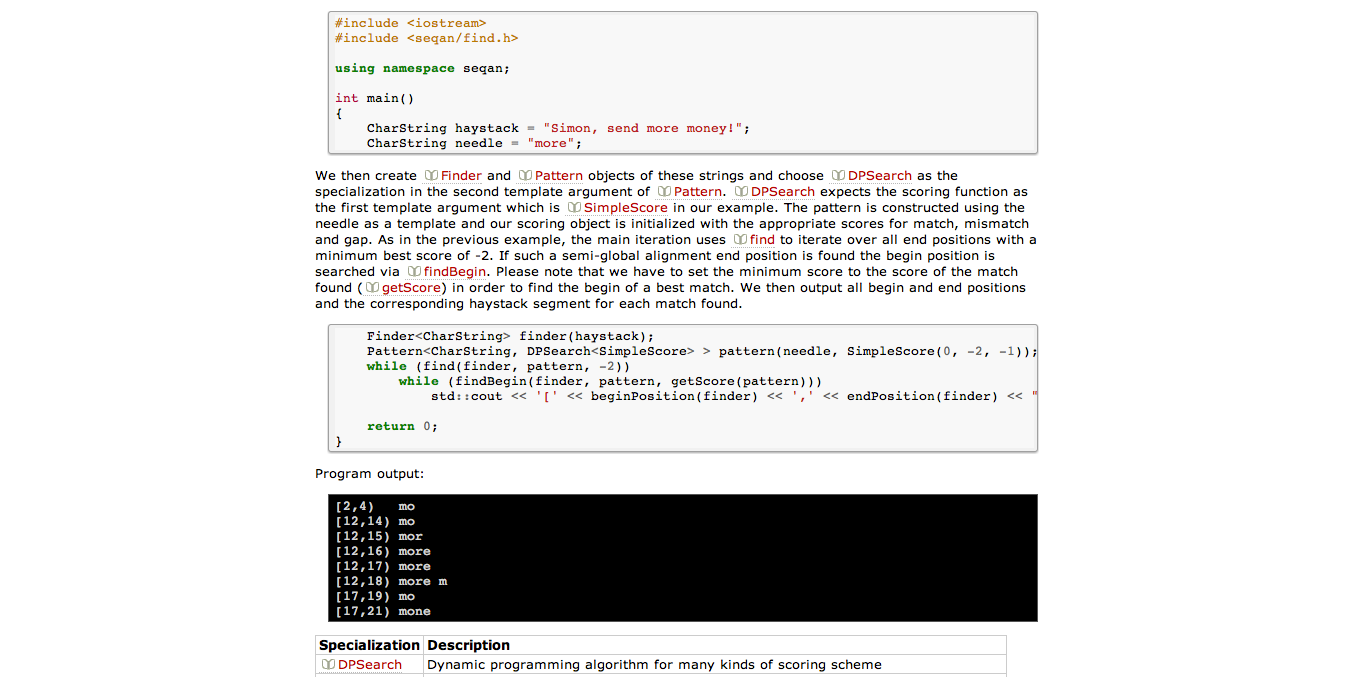 #include <iostream>
#include <seqan/find.h>
using namespace seqan;
int main()
{
    CharString haystack = "Simon, send more money!";
    CharString needle = "more";
We then create Finder and Pattern objects of these strings and choose DPSearch as the
specialization in the second template argument of Pattern. DPSearch expects the scoring function as
the first template argument which is SimpleScore in our example. The pattern is constructed using the
needle as a template and our scoring object is initialized with the appropriate scores for match, mismatch
and gap. As in the previous example, the main iteration uses find to iterate over all end positions with a
minimum best score of -2. If such a semi-global alignment end position is found the begin position is
searched via findBegin. Please note that we have to set the minimum score to the score of the match
found ( getScore) in order to find the begin of a best match. We then output all begin and end positions
and the corresponding haystack segment for each match found.
    Finder<CharString> finder(haystack);
    Pattern<CharString, DPSearch<SimpleScore> > pattern(needle, SimpleScore(0, -2, -1));
    while (find(finder, pattern, -2))
        while (findBegin(finder, pattern, getScore(pattern)))
            std::cout << '[' << beginPosition(finder) << ',' << endPosition(finder) << "
    return 0;
}
Program output:
[2,4)   mo
[12,14) mo
[12,15) mor
[12,16) more
[12,17) more
[12,18) more m
[17,19) mo
[17,21) mone
Specialization Description
DPSearch Dynamic programming algorithm for many kinds of scoring scheme